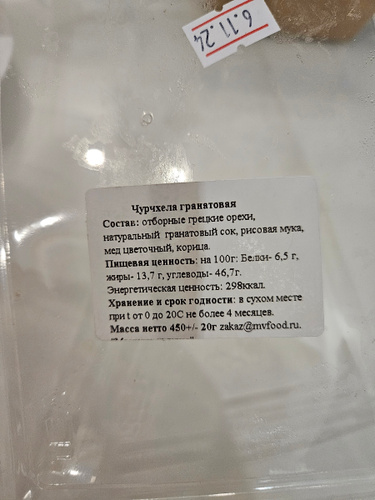 6.11.24
Чурчхела гранатовая
Состав: отборные грецкие орехи,
натуральный гранатовый сок, рисовая мука,
мед цветочный, корица.
Пищевая ценность: на 100г: Белки- 6,5 г,
жиры- 13,7 г, углеводы- 46,7г.
Энергетическая ценность: 298ккал.
Хранение и срок годности: в сухом месте
при t от 0 до 20С не более 4 месяцев.
Масса нетто 450+/- 20г zakaz@mvfood.ru.